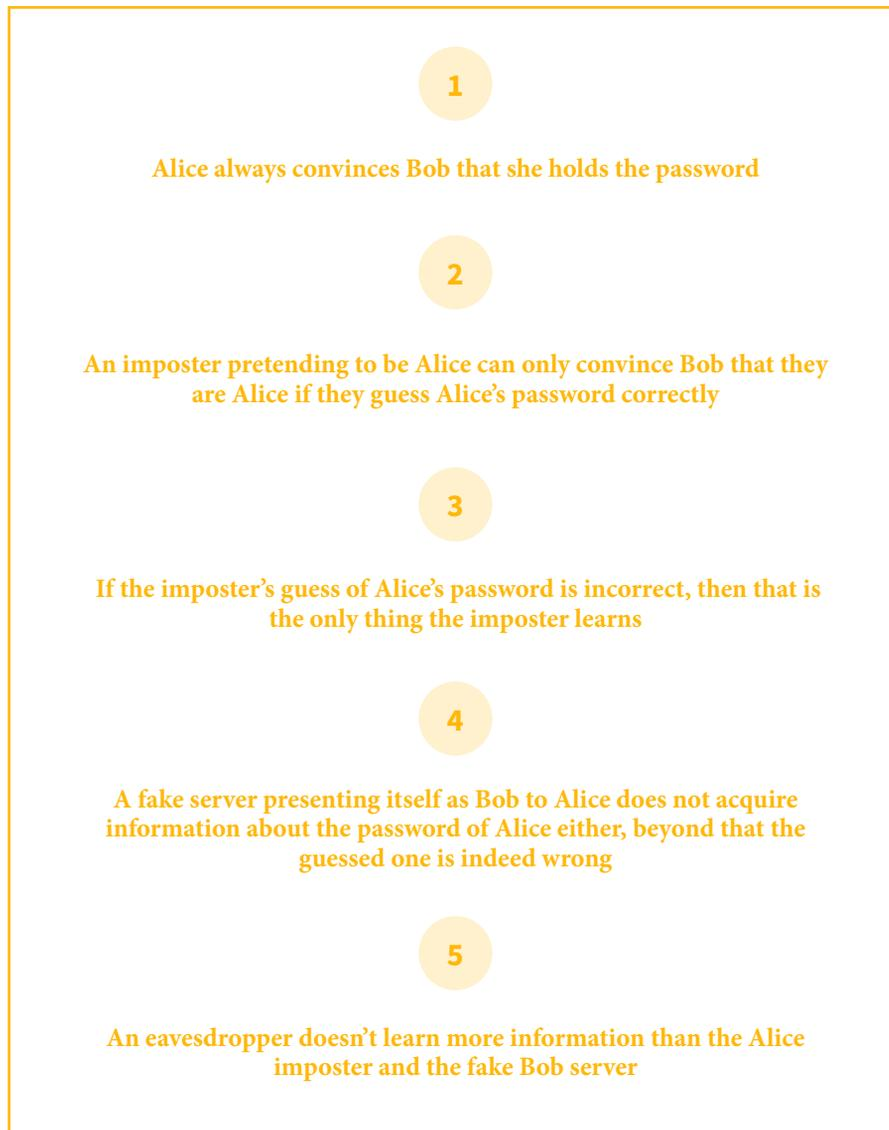 1
Alice always convinces Bob that she holds the password
2
An imposter pretending to be Alice can only convince Bob that they
are Alice if they guess Alice’s password correctly
3
If the imposter’s guess of Alice’s password is incorrect, then that is
the only thing the imposter learns
4
A fake server presenting itself as Bob to Alice does not acquire
information about the password of Alice either, beyond that the
guessed one is indeed wrong
5
An eavesdropper doesn’t learn more information than the Alice
imposter and the fake Bob server